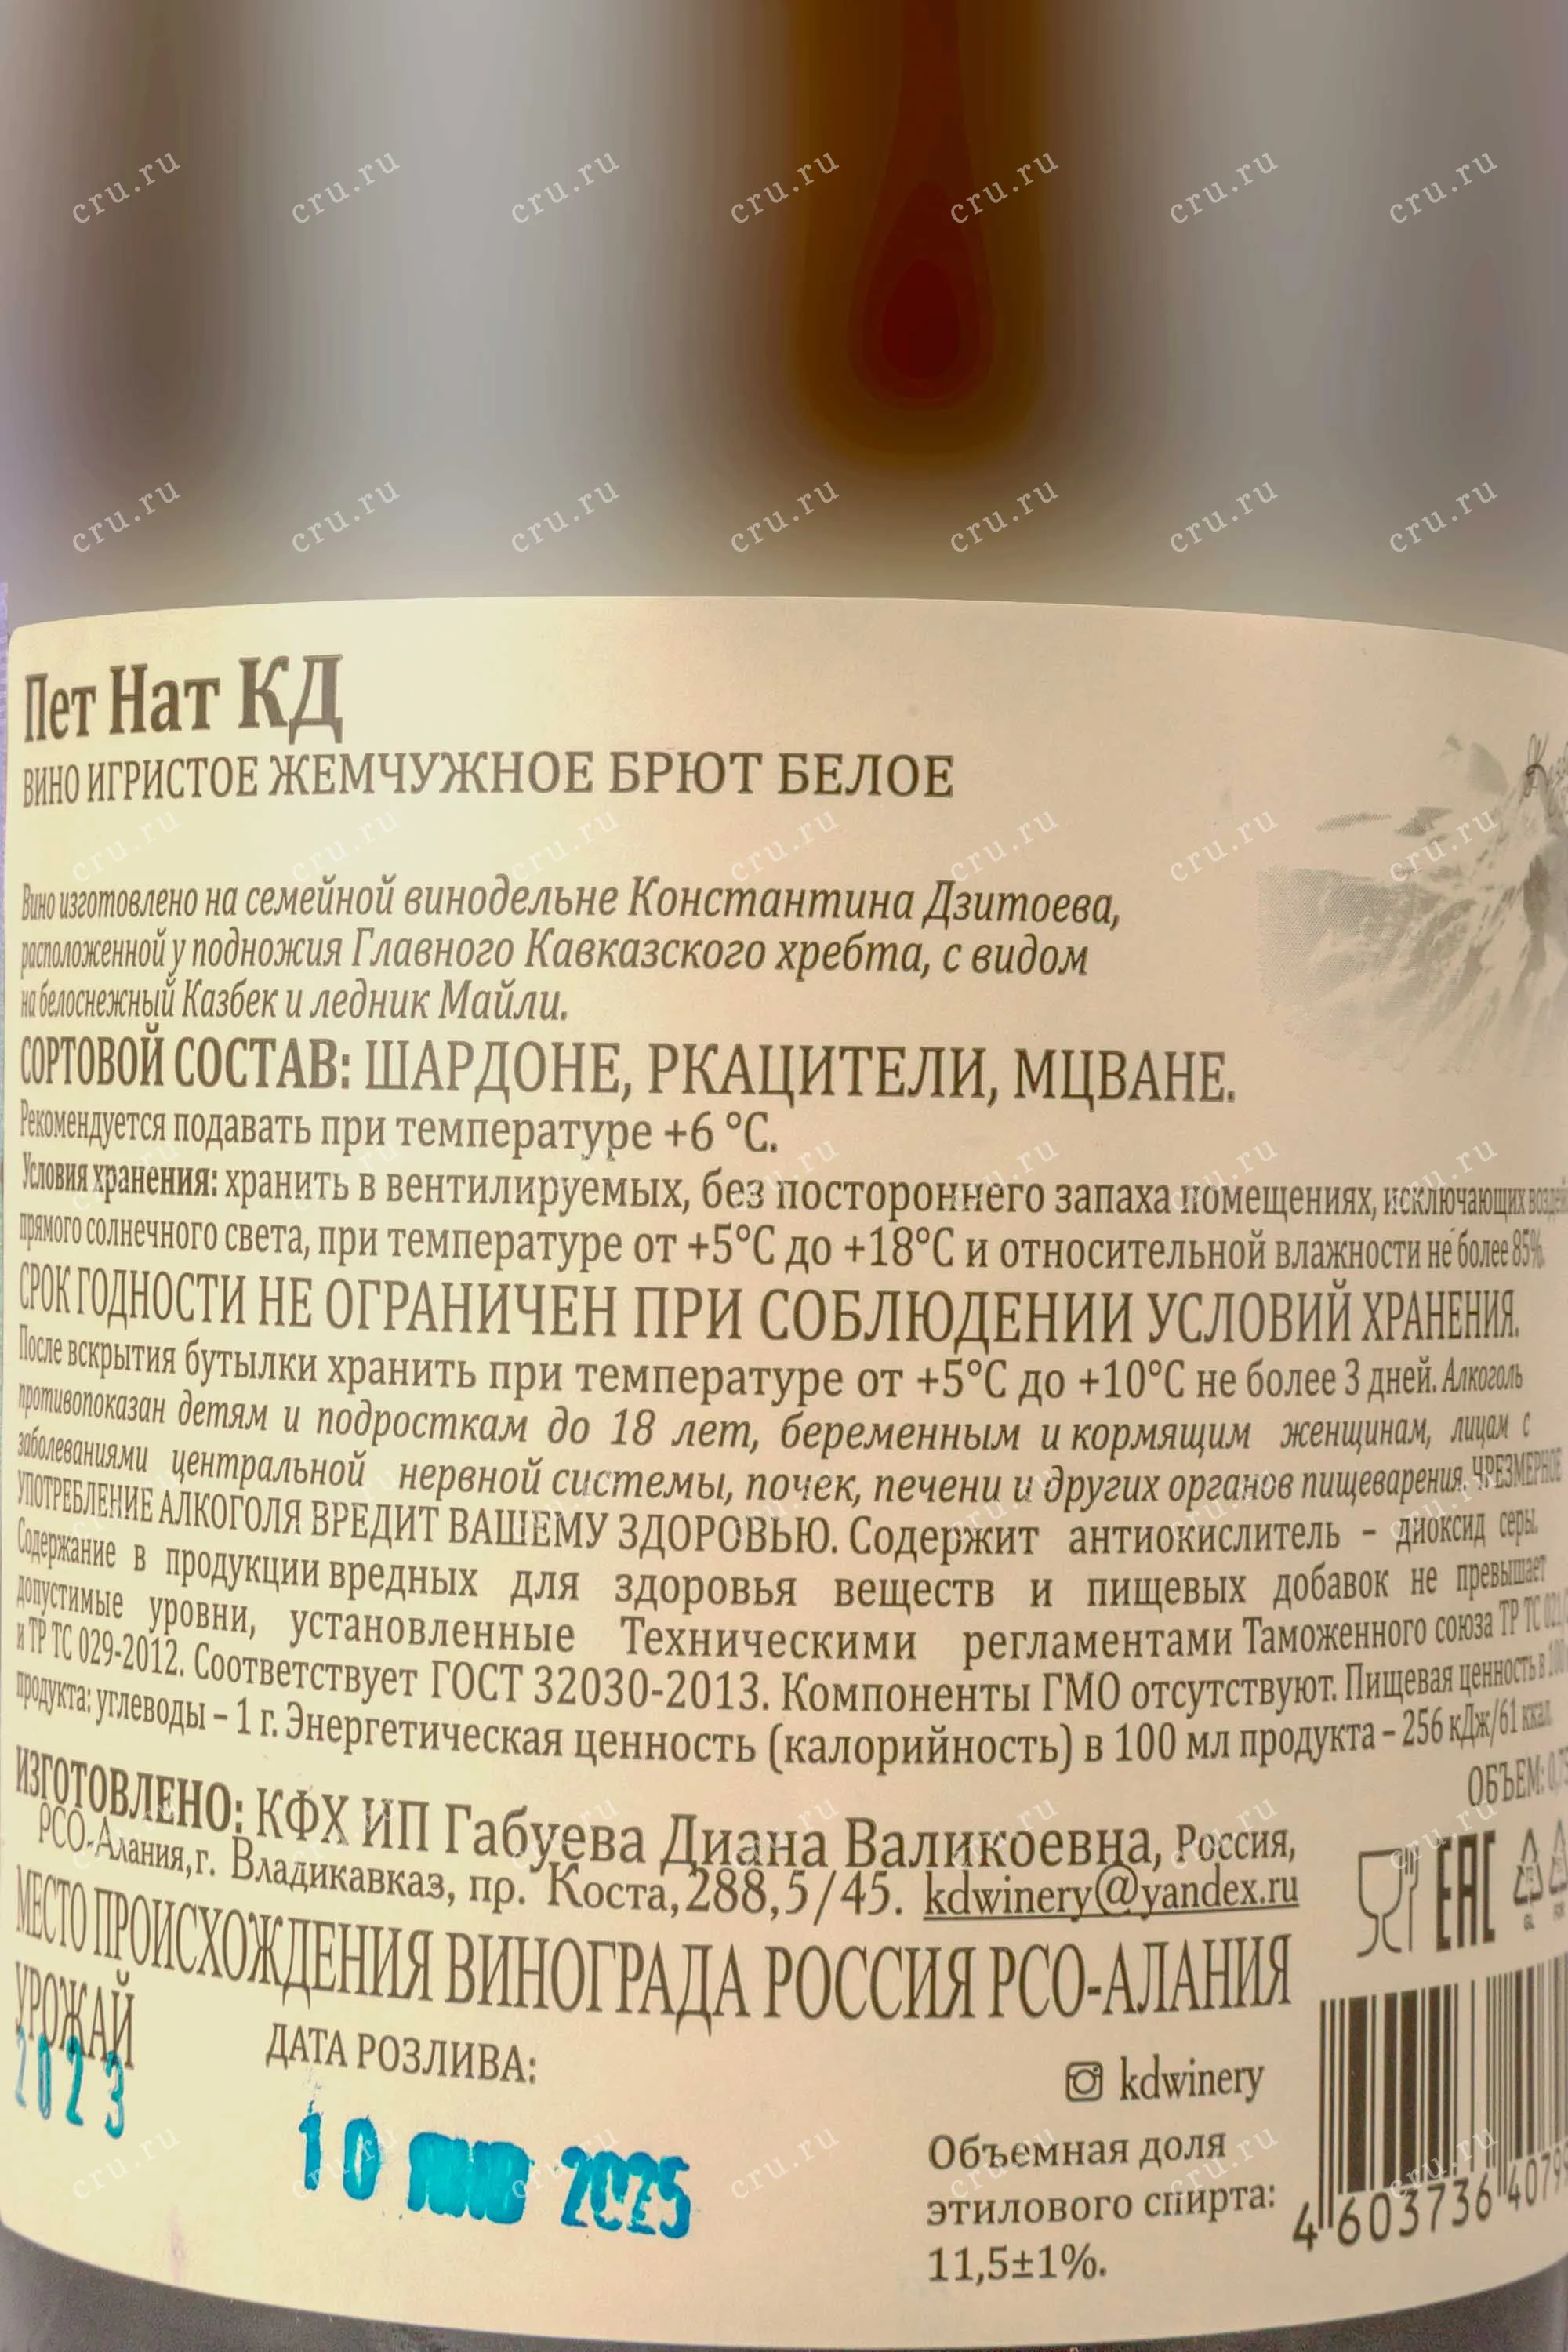 Пет Нат КД
ВИНО ИГРИСТОЕ ЖЕМЧУЖНОЕ БРЮТ БЕЛОЕ
Вино изготовлено на семейной винодельне Константина Дзитоева,
расположенной у подножия Главного Кавказского хребта, с видом
на белоснежный Казбек и ледник Майли.
СОРТОВОЙ СОСТАВ: ШАРДОНЕ, РКАЦИТЕЛИ, МЦВАНЕ.
Рекомендуется подавать при температуре +6 °С.
Условия хранения: хранить в вентилируемых, без постороннего запаха помещениях, исключающих
прямого солнечного света, при температуре от +5°С до +18°С и относительной влажности не более 85%.
СРОК ГОДНОСТИ НЕ ОГРАНИЧЕН ПРИ СОБЛЮДЕНИИ УСЛОВИЙ ХРАНЕНИЯ.
После вскрытия бутылки хранить при температуре от +5°С до +10°С не более 3 дней. Алкоголь
противопоказан детям и подросткам до 18 лет, беременным и кормящим женщинам, лицам с
заболеваниями центральной нервной системы, почек, печени и других органов пищеварения. ЧРЕЗМЕРНОЕ
УПОТРЕБЛЕНИЕ АЛКОГОЛЯ ВРЕДИТ ВАШЕМУ ЗДОРОВЬЮ. Содержит антиокислитель – диоксид серы.
Содержание в продукции вредных для здоровья веществ и пищевых добавок не превышает
допустимые уровни, установленные Техническими регламентами Таможенного союза ТР ТС
и ТР ТС 029-2012. Соответствует ГОСТ 32030-2013. Компоненты ГМО отсутствуют. Пищевая ценность в 100
продукта: углеводы – 1 г. Энергетическая ценность (калорийность) в 100 мл продукта – 256 кДж/61 ккал.
ОБЪЕМ:
ИЗГОТОВЛЕНО: КФХ ИП Габуева Диана Валикоевна, Россия,
РСО-Алания, г. Владикавказ, пр. Коста, 288, 5/45. kdwinery@yandex.ru
МЕСТО ПРОИСХОЖДЕНИЯ ВИНОГРАДА РОССИЯ РСО-АЛАНИЯ
EAC
УРОЖАЙ
2023
ДАТА РОЗЛИВА:
10 ЯНВ 2025
kdwinery
Объемная доля
этилового спирта:
11,5±1%.
4 603736
cru.ru